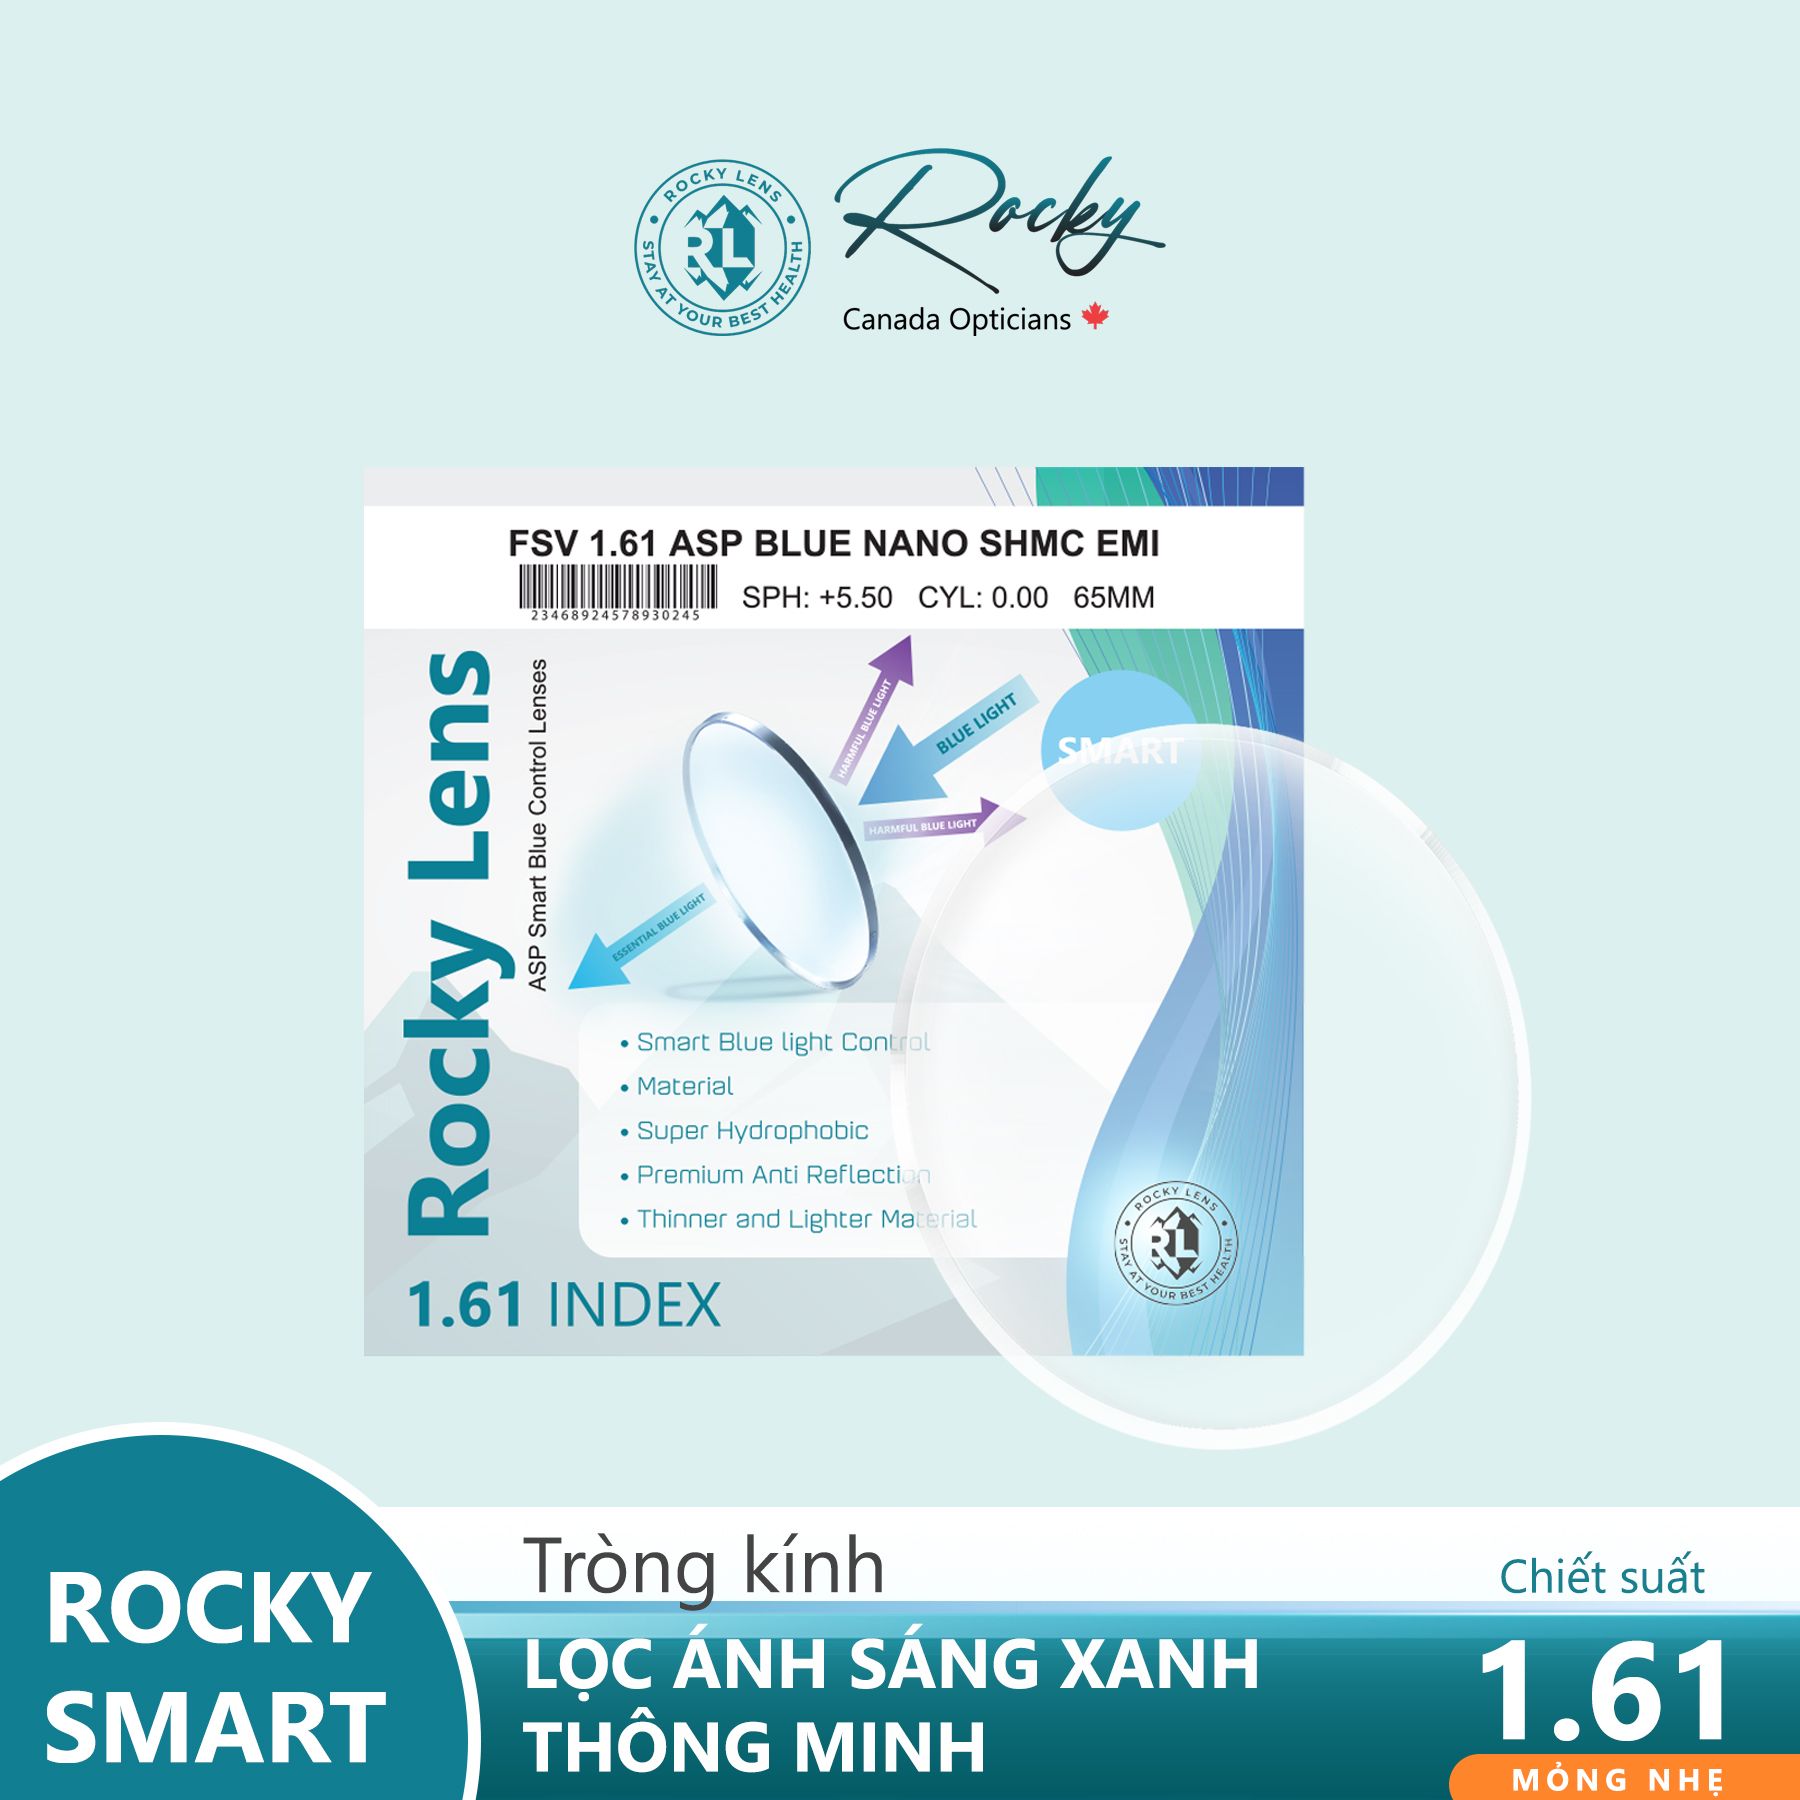 ROCKY LENS
STAY AT YOUR BEST HEALTH
RL
Rocky
Canada Opticians
FSV 1.61 ASP BLUE NANO SHMC EMI
23468924578930245
SPH: +5.50 CYL: 0.00 65MM
Rocky Lens
ASP Smart Blue Control Lenses
HARMFUL BLUE LIGHT
BLUE LIGHT
SMART
HARMFUL BLUE LIGHT
ESSENTIAL BLUE LIGHT
• Smart Blue light Control
• Material
• Super Hydrophobic
• Premium Anti Reflection
• Thinner and Lighter Material
ROCKY LENS
STAY AT YOUR BEST HEALTH
RL
1.61 INDEX
ROCKY
SMART
Tròng kính
LỌC ÁNH SÁNG XANH
THÔNG MINH
Chiết suất
1.61
MỎNG NHẸ